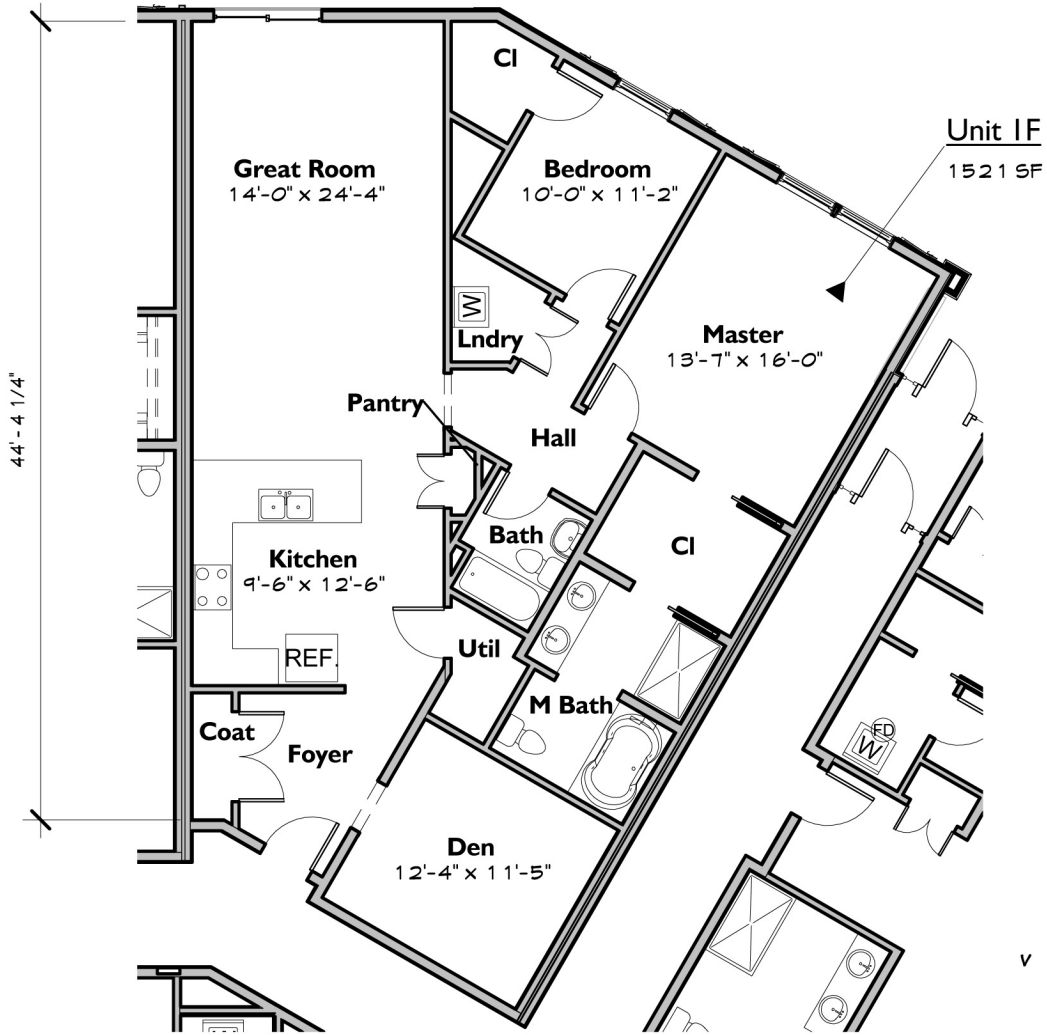 Cl
Unit 1F
1521 SF
Great Room
14'-0" x 24'-4"
Bedroom
10'-0" x 11'-2"
W
Lndry
Master
13'-7" x 16'-0"
44'- 4 1/4"
Pantry
Hall
Bath
Cl
Kitchen
9'-6" x 12'-6"
REF.
Util
M Bath
Coat
Foyer
FD
W
Den
12'-4" x 11'-5"
V